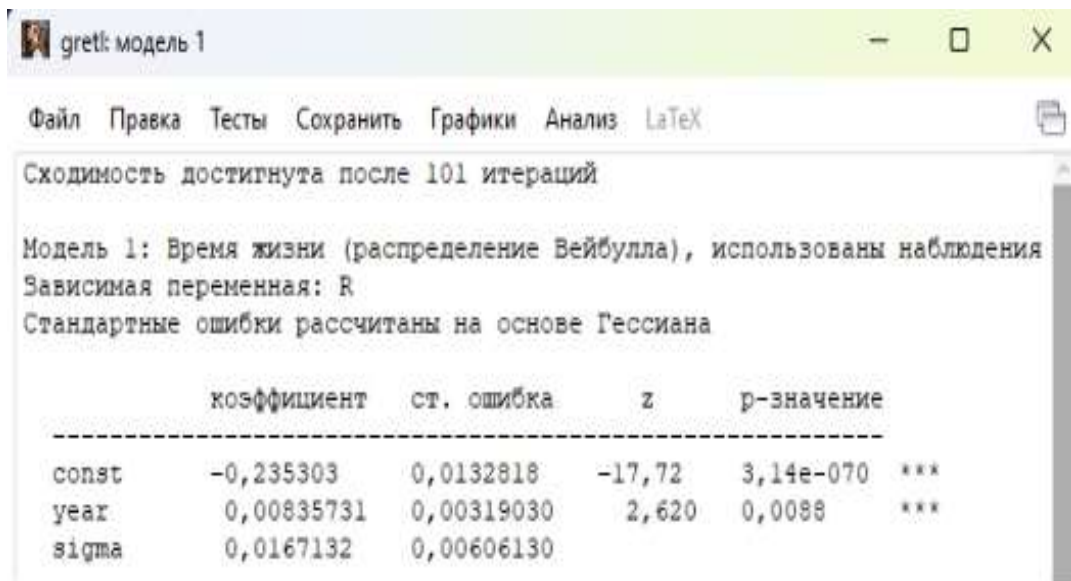 gretl: модель 1
Файл Правка Тесты Сохранить Графики Анализ LaTeX
Сходимость достигнута после 101 итераций
Модель 1: Время жизни (распределение Вейбулла), использованы наблюдения
Зависимая переменная: R
Стандартные ошибки рассчитаны на основе Гессиана
коэффициент ст. ошибка z p-значение
const -0,235303 0,0132818 -17,72 3,14e-070 ***
year 0,00835731 0,00319030 2,620 0,0088 ***
sigma 0,0167132 0,00606130